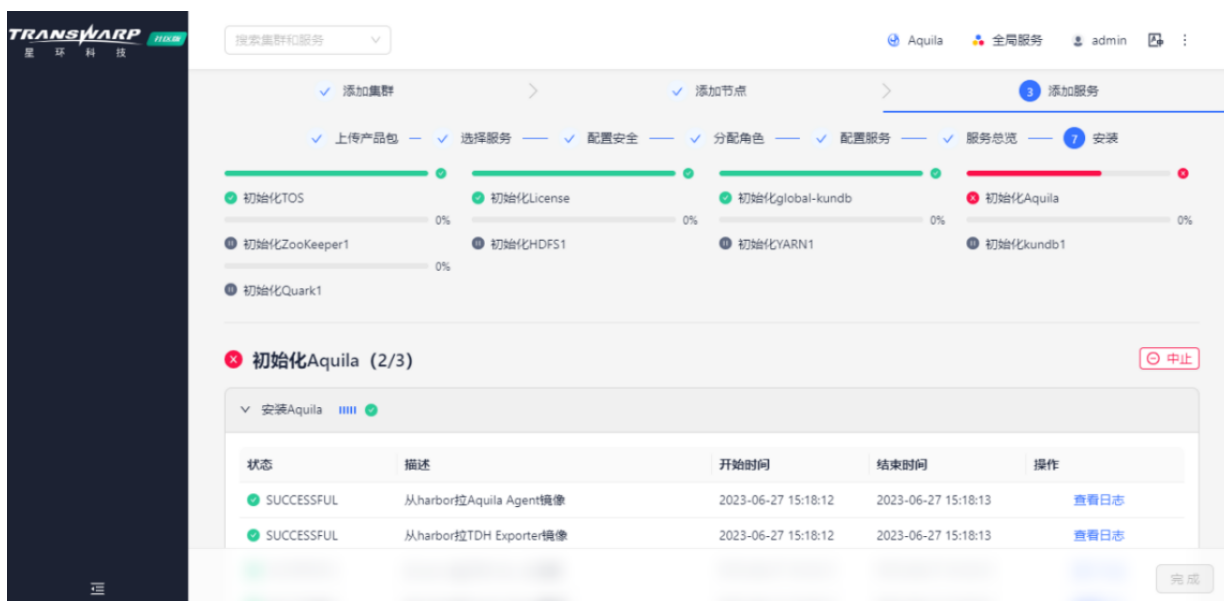 TRANSWARP 社区版
星环科技
搜索集群和服务
Aquila 全局服务 admin
添加集群 添加节点 3 添加服务
上传产品包 选择服务 配置安全 分配角色 配置服务 服务总览 7 安装
初始化TOS 初始化License 初始化global-kundb 初始化Aquila
0% 0% 0% 0%
初始化ZooKeeper1 初始化HDFS1 初始化YARN1 初始化kundb1
0%
初始化Quark1
初始化Aquila（2/3） 中止
安装Aquila
状态 描述 开始时间 结束时间 操作
SUCCESSFUL 从harbor拉Aquila Agent镜像 2023-06-27 15:18:12 2023-06-27 15:18:13 查看日志
SUCCESSFUL 从harbor拉TDH Exporter镜像 2023-06-27 15:18:12 2023-06-27 15:18:13 查看日志
完成